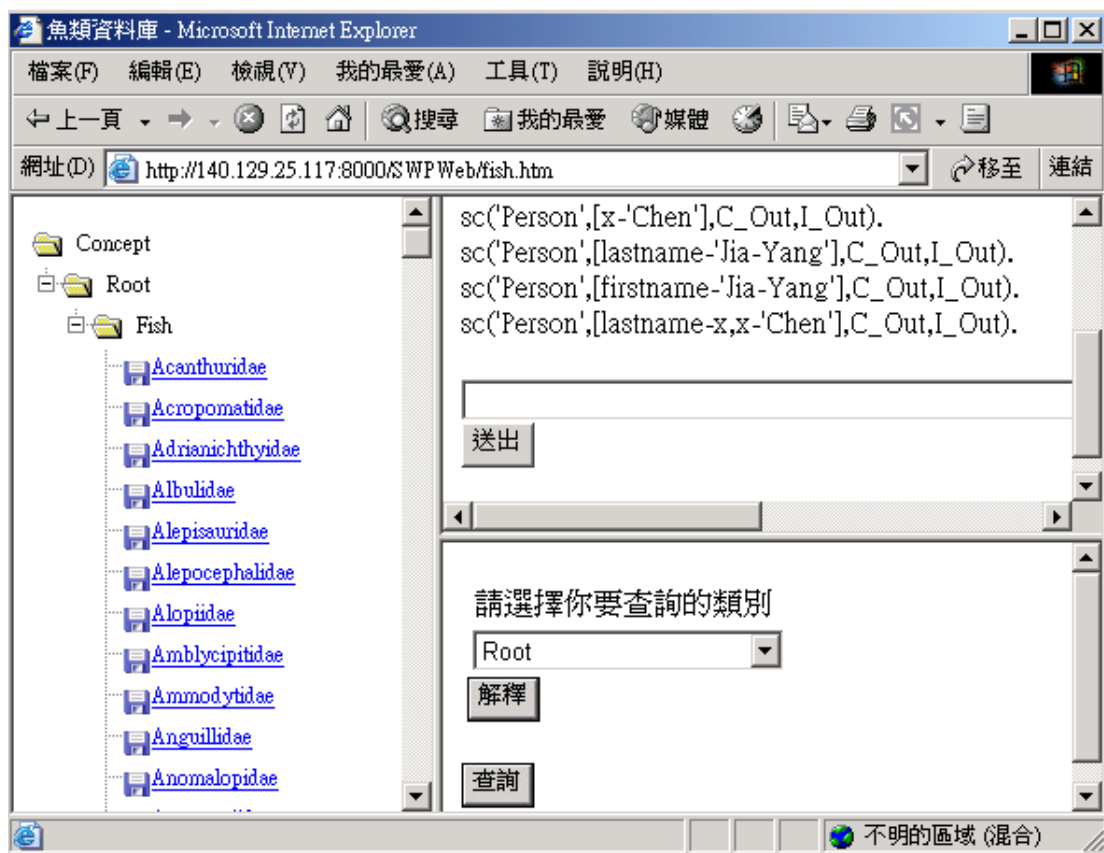 魚類資料庫 - Microsoft Internet Explorer
檔案(F) 編輯(E) 檢視(V) 我的最愛(A) 工具(T) 說明(H)
上一頁 搜尋 我的最愛 媒體
網址(D) http://140.129.25.117:8000/SWPWeb/fish.htm 移至 連結
Concept
Root
Fish
Acanthuridae
Acropomatidae
Adrianichthyidae
Albulidae
Alepisauridae
Alepocephalidae
Alopiidae
Amblycipitidae
Ammodytidae
Anguillidae
Anomalopidae
sc('Person',[x-'Chen'],C_Out,I_Out).
sc('Person',[lastname-'Jia-Yang'],C_Out,I_Out).
sc('Person',[firstname-'Jia-Yang'],C_Out,I_Out).
sc('Person',[lastname-x,x-'Chen'],C_Out,I_Out).
送出
請選擇你要查詢的類別
Root
解釋
查詢
不明的區域 (混合)